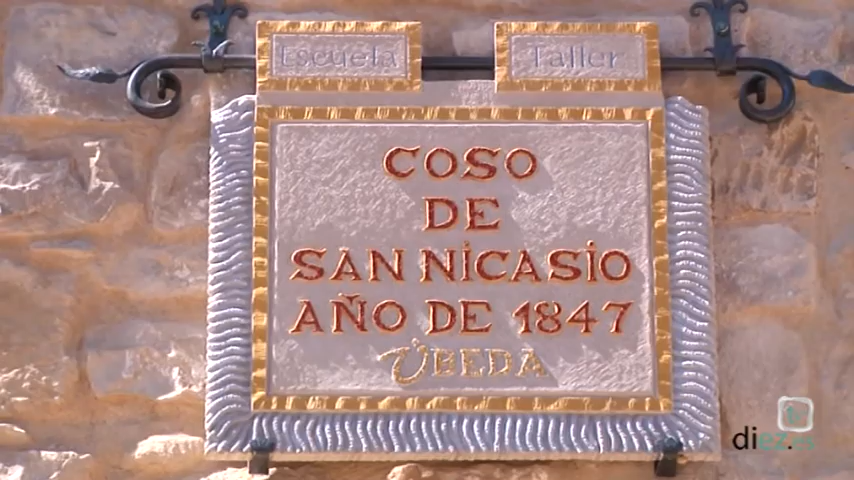 Escuela Taller
COSO
DE
SAN NICASIO
AÑO DE 1847
ÚBEDA
diez.es